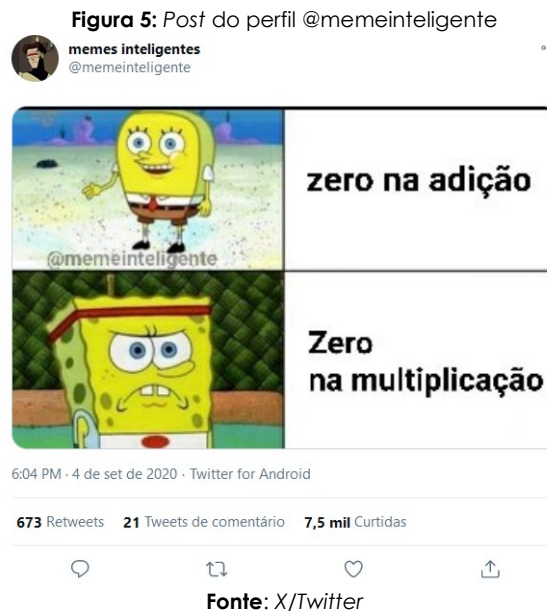 Figura 5: Post do perfil @memeinteligente
memes inteligentes
@memeinteligente
zero na adição
@memeinteligente
Zero
na multiplicação
6:04 PM · 4 de set de 2020 · Twitter for Android
673 Retweets 21 Tweets de comentário 7,5 mil Curtidas
Fonte: X/Twitter